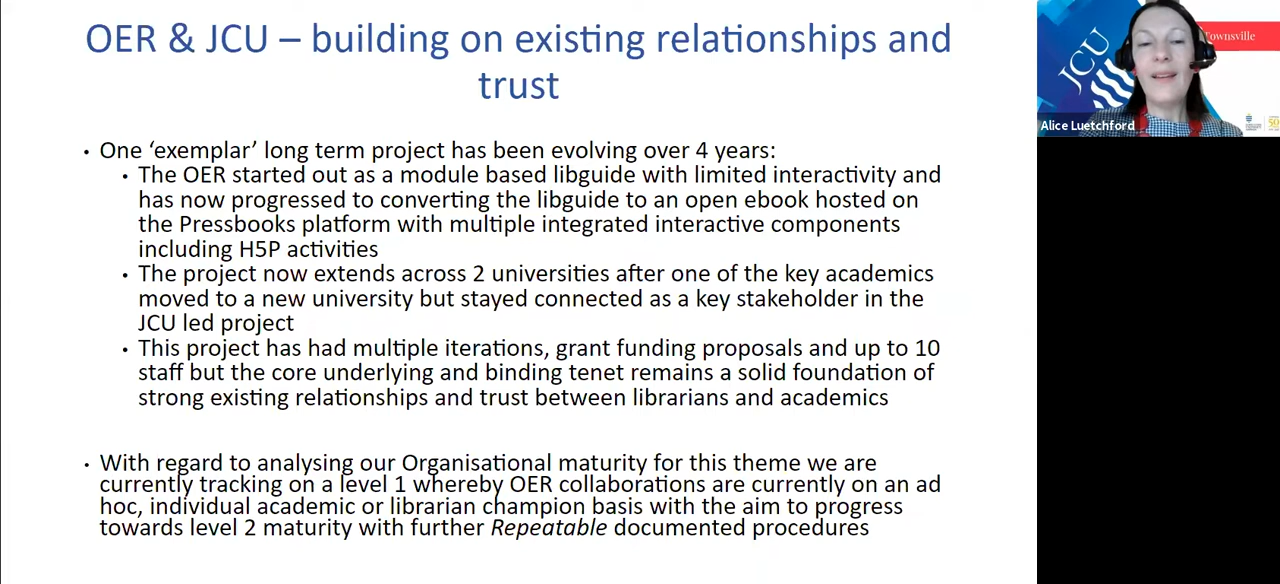 OER & JCU – building on existing relationships and
trust
• One ‘exemplar’ long term project has been evolving over 4 years:
• The OER started out as a module based libguide with limited interactivity and
has now progressed to converting the libguide to an open ebook hosted on
the Pressbooks platform with multiple integrated interactive components
including H5P activities
• The project now extends across 2 universities after one of the key academics
moved to a new university but stayed connected as a key stakeholder in the
JCU led project
• This project has had multiple iterations, grant funding proposals and up to 10
staff but the core underlying and binding tenet remains a solid foundation of
strong existing relationships and trust between librarians and academics
• With regard to analysing our Organisational maturity for this theme we are
currently tracking on a level 1 whereby OER collaborations are currently on an ad
hoc, individual academic or librarian champion basis with the aim to progress
towards level 2 maturity with further Repeatable documented procedures
JCU
Townsville
Alice Luetchford
50